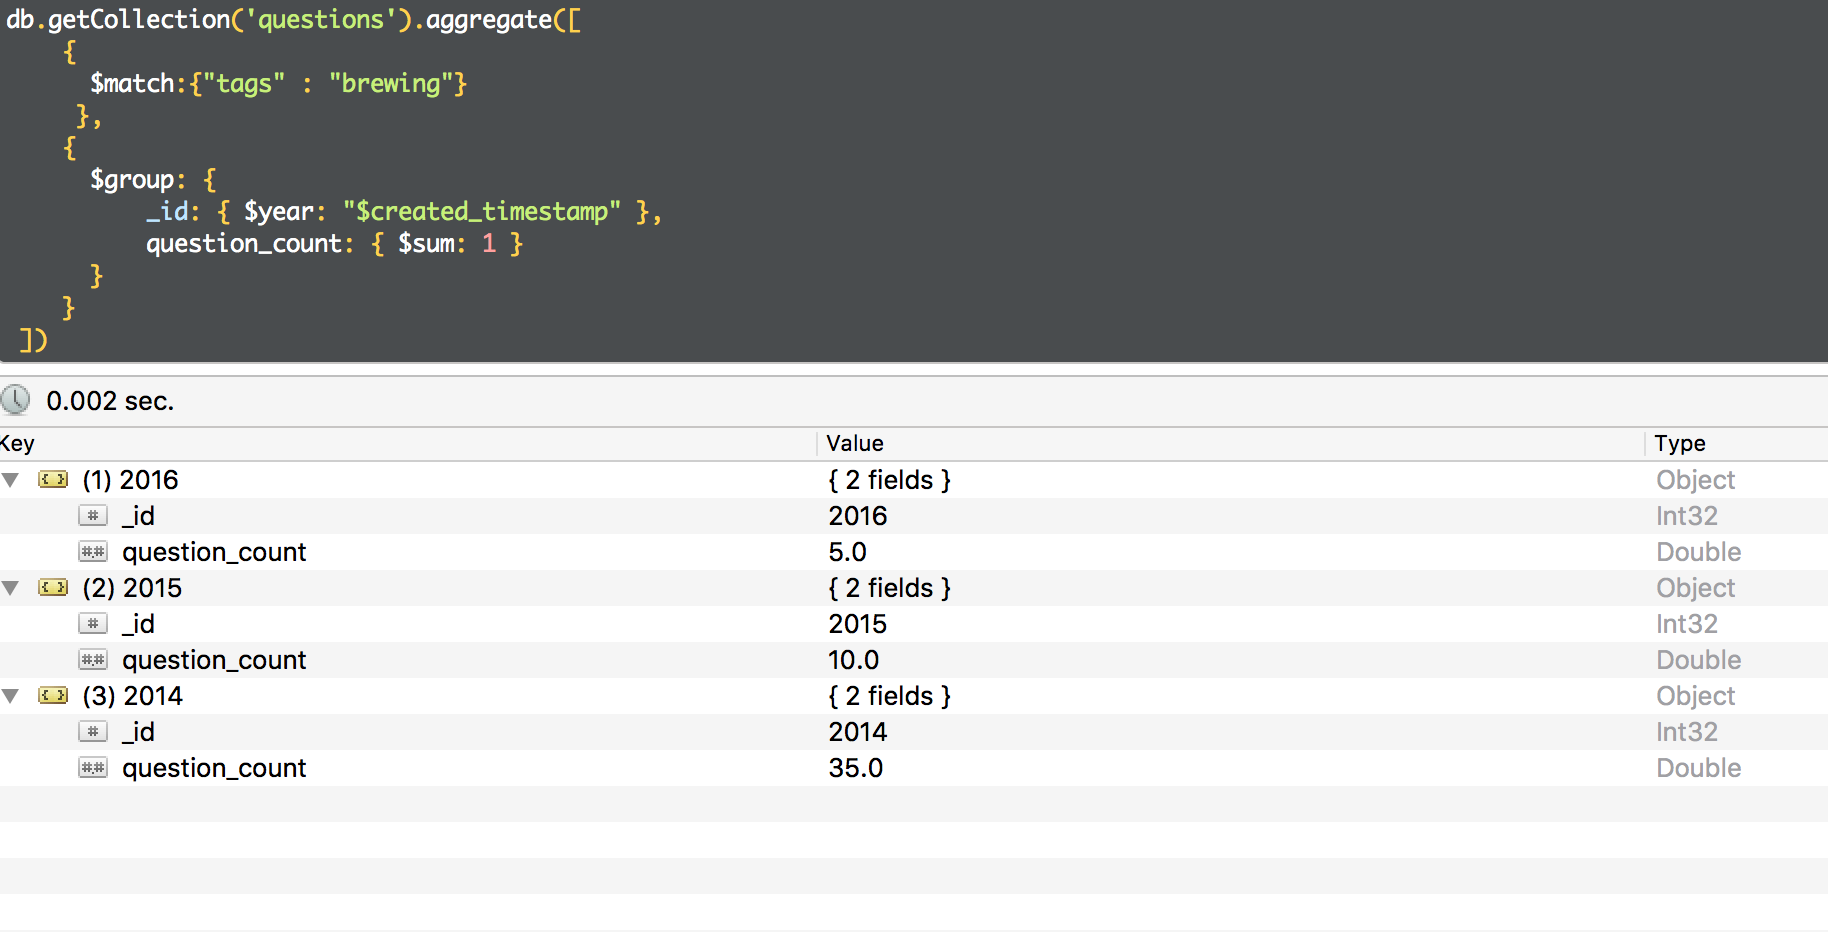 db.getCollection('questions').aggregate([
{
$match:{"tags" : "brewing"}
},
{
$group: {
_id: { $year: "$created_timestamp" },
question_count: { $sum: 1 }
}
}
])
0.002 sec.
Key Value Type
(1) 2016 { 2 fields } Object
# _id 2016 Int32
#.# question_count 5.0 Double
(2) 2015 { 2 fields } Object
# _id 2015 Int32
#.# question_count 10.0 Double
(3) 2014 { 2 fields } Object
# _id 2014 Int32
#.# question_count 35.0 Double